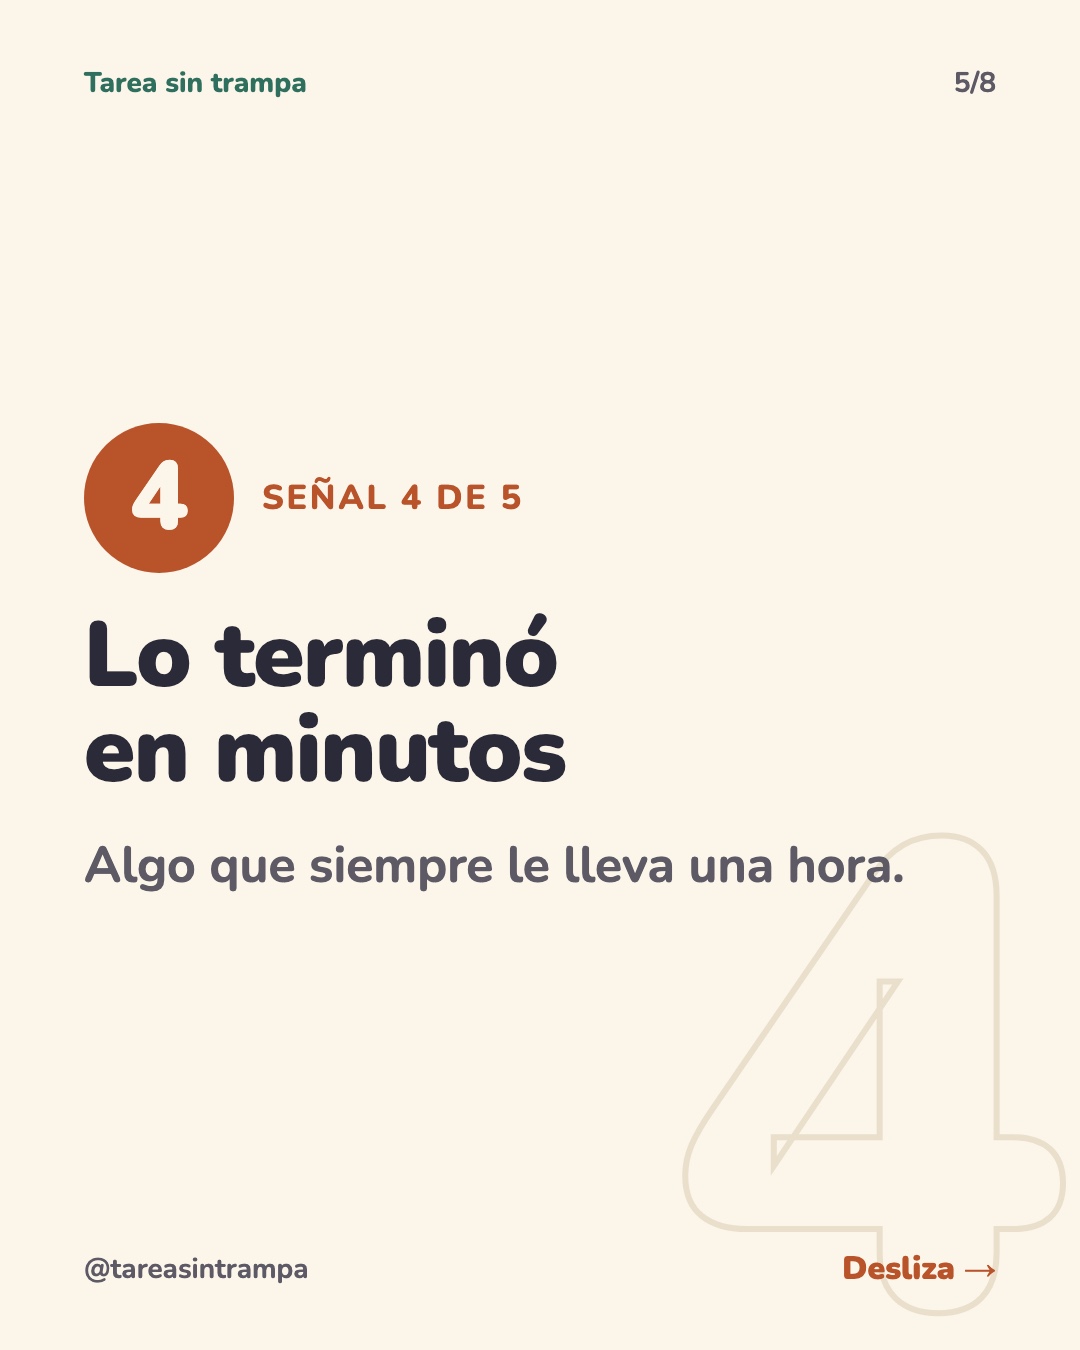 Tarea sin trampa
5/8
4
SEÑAL 4 DE 5
Lo terminó
en minutos
Algo que siempre le lleva una hora.
4
@tareasintrampa
Desliza →